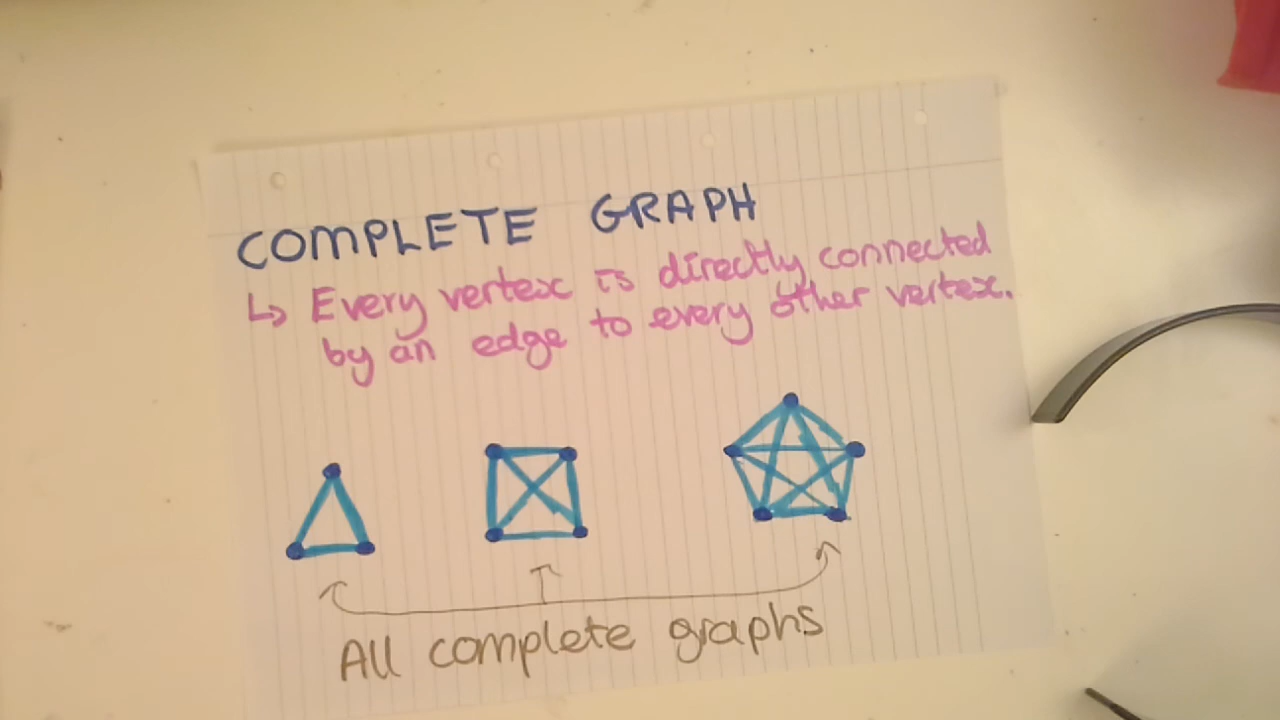 COMPLETE GRAPH
↳ Every vertex is directly connected
by an edge to every other vertex.
All complete graphs